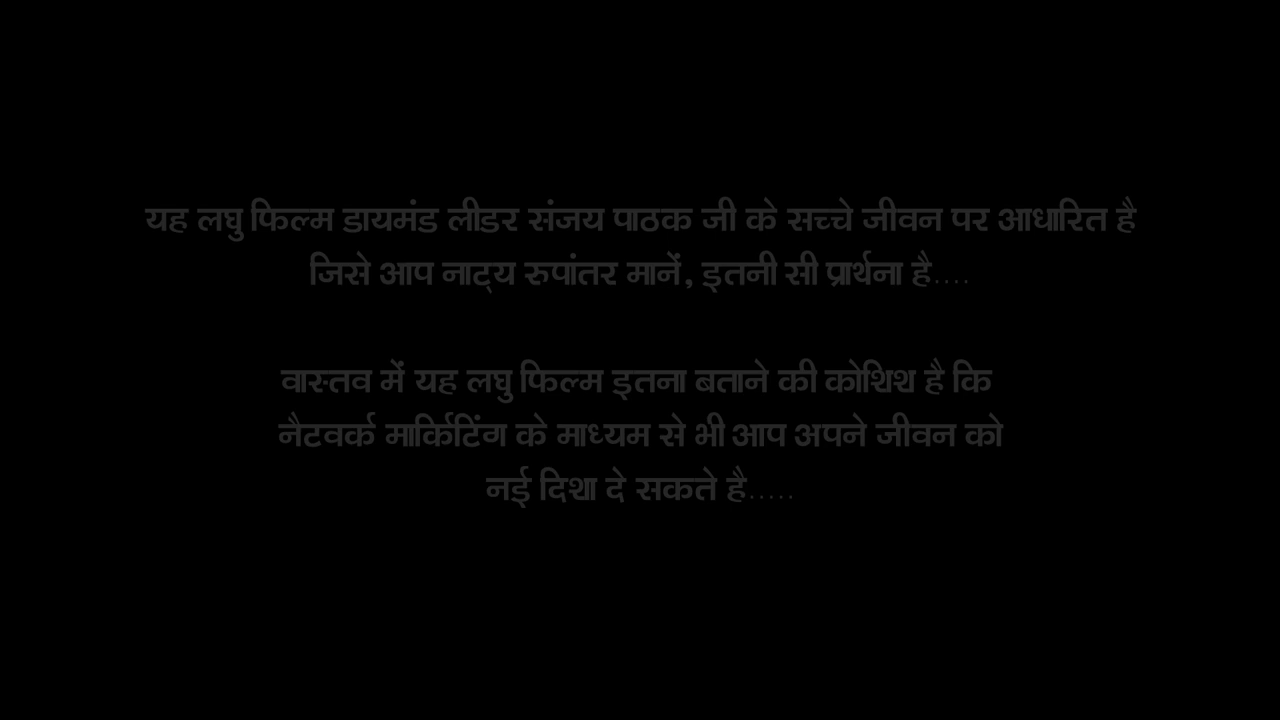 यह लघु फिल्म डायमंड लीडर संजय पाठक जी के सच्चे जीवन पर आधारित है
जिसे आप नाट्य रुपांतर मानें, इतनी सी प्रार्थना है....
वास्तव में यह लघु फिल्म इतना बताने की कोशिश है कि
नैटवर्क मार्किटिंग के माध्यम से भी आप अपने जीवन को
नई दिशा दे सकते है.....